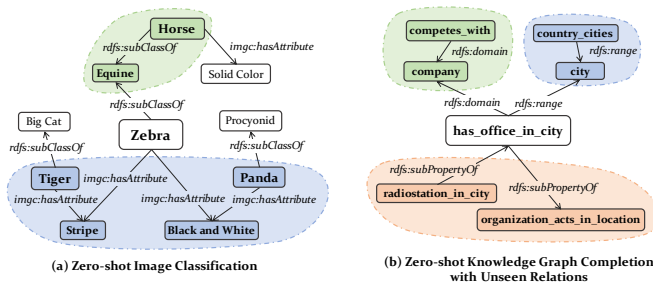 Horse
rdfs:subClassOf
imgc:hasAttribute
Equine
Solid Color
rdfs:subClassOf
Big Cat
Procyonid
Zebra
rdfs:subClassOf
rdfs:subClassOf
Tiger
imgc:hasAttribute
Panda
imgc:hasAttribute
imgc:hasAttribute
imgc:hasAttribute
Stripe
Black and White
(a) Zero-shot Image Classification
competes_with
country_cities
rdfs:domain
rdfs:range
company
city
rdfs:domain
rdfs:range
has_office_in_city
rdfs:subPropertyOf
radiostation_in_city
rdfs:subPropertyOf
organization_acts_in_location
(b) Zero-shot Knowledge Graph Completion
with Unseen Relations